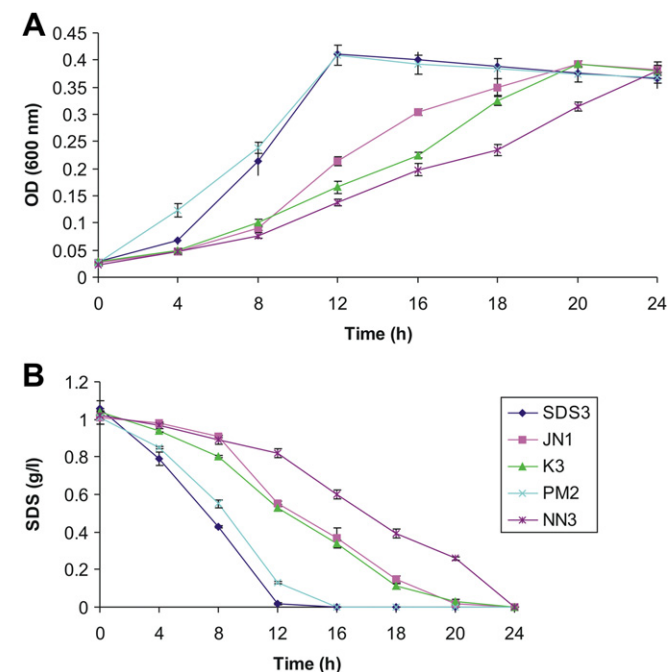 A
OD (600 nm)
0.45
0.4
0.35
0.3
0.25
0.2
0.15
0.1
0.05
0
0 4 8 12 16 18 20 24
Time (h)
B
SDS (g/l)
1.2
1
0.8
0.6
0.4
0.2
0
0 4 8 12 16 18 20 24
Time (h)
SDS3
JN1
K3
PM2
NN3